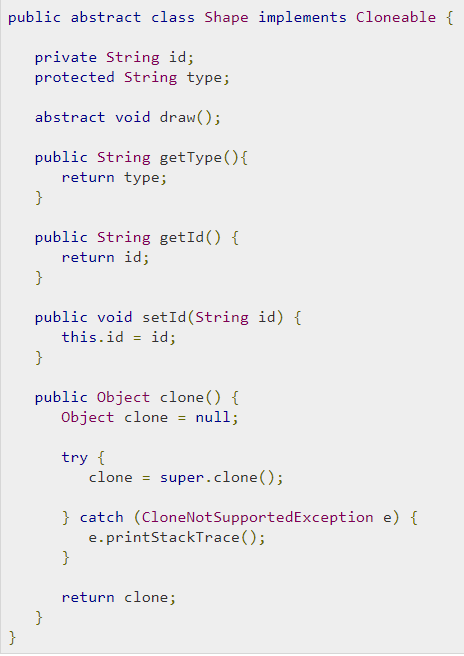 public abstract class Shape implements Cloneable {
private String id;
protected String type;
abstract void draw();
public String getType(){
return type;
}
public String getId() {
return id;
}
public void setId(String id) {
this.id = id;
}
public Object clone() {
Object clone = null;
try {
clone = super.clone();
} catch (CloneNotSupportedException e) {
e.printStackTrace();
}
return clone;
}
}